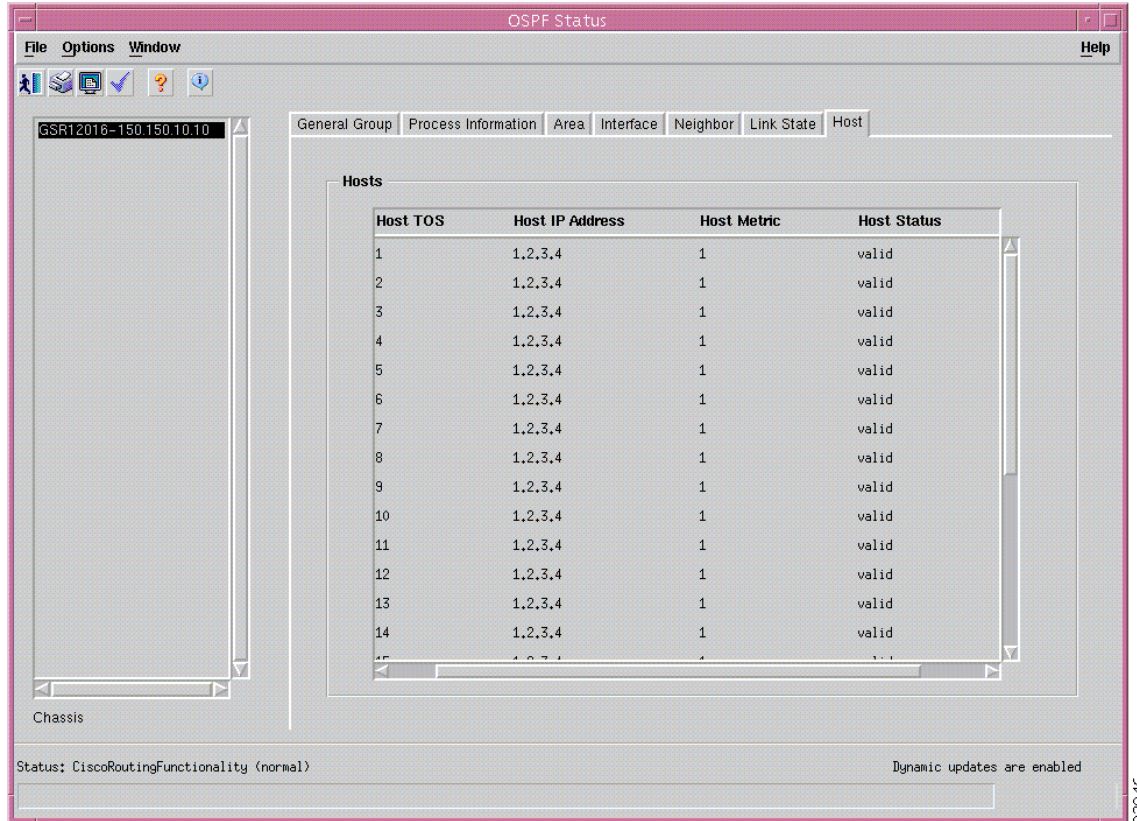 OSPF Status
File Options Window Help
GSR12016-150.150.10.10
General Group Process Information Area Interface Neighbor Link State Host
Hosts
Host TOS Host IP Address Host Metric Host Status
1 1.2.3.4 1 valid
2 1.2.3.4 1 valid
3 1.2.3.4 1 valid
4 1.2.3.4 1 valid
5 1.2.3.4 1 valid
6 1.2.3.4 1 valid
7 1.2.3.4 1 valid
8 1.2.3.4 1 valid
9 1.2.3.4 1 valid
10 1.2.3.4 1 valid
11 1.2.3.4 1 valid
12 1.2.3.4 1 valid
13 1.2.3.4 1 valid
14 1.2.3.4 1 valid
Chassis
Status: CiscoRoutingFunctionality (normal) Dynamic updates are enabled